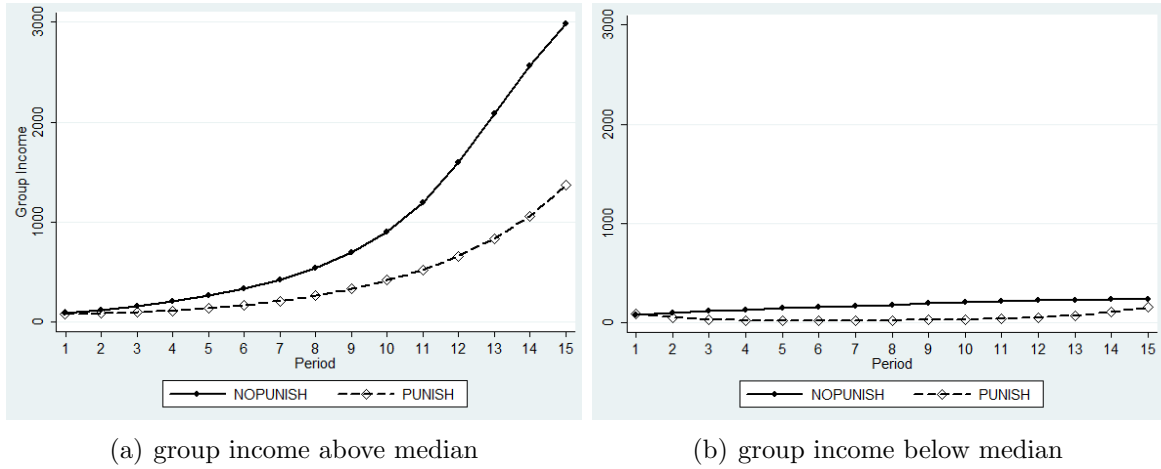 Group Income
3000
2000
1000
0
1 2 3 4 5 6 7 8 9 10 11 12 13 14 15
Period
NOPUNISH PUNISH
(a) group income above median
3000
2000
1000
0
1 2 3 4 5 6 7 8 9 10 11 12 13 14 15
Period
NOPUNISH PUNISH
(b) group income below median